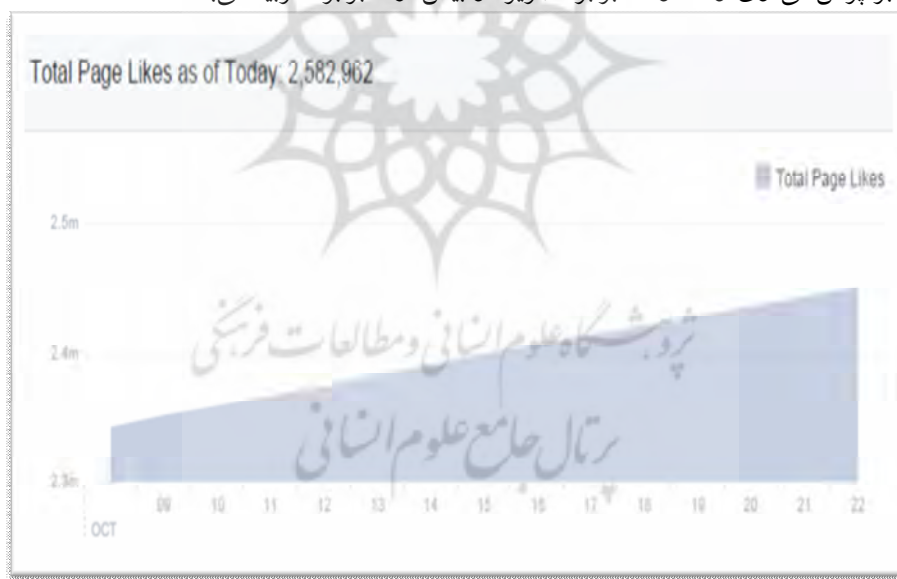 Total Page Likes as of Today: 2,582,962
Total Page Likes
2.5m
2.4m
2.3m
09 10 11 12 13 14 15 16 17 18 19 20 21 22
OCT
پژوهشگاه علوم انسانی و مطالعات فرهنگی
پرتال جامع علوم انسانی